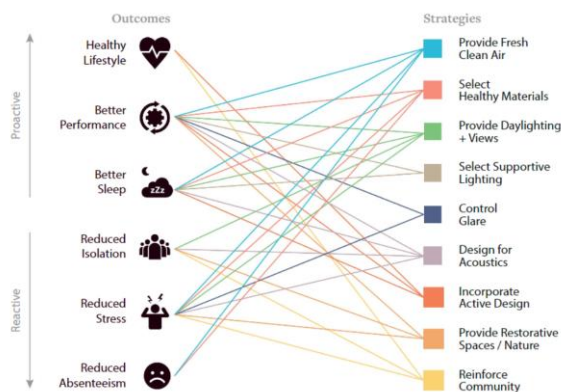 Outcomes
Strategies
Proactive
Reactive
Healthy
Lifestyle
Better
Performance
Better
Sleep
zZz
Reduced
Isolation
Reduced
Stress
Reduced
Absenteeism
Provide Fresh
Clean Air
Select
Healthy Materials
Provide Daylighting
+ Views
Select Supportive
Lighting
Control
Glare
Design for
Acoustics
Incorporate
Active Design
Provide Restorative
Spaces / Nature
Reinforce
Community